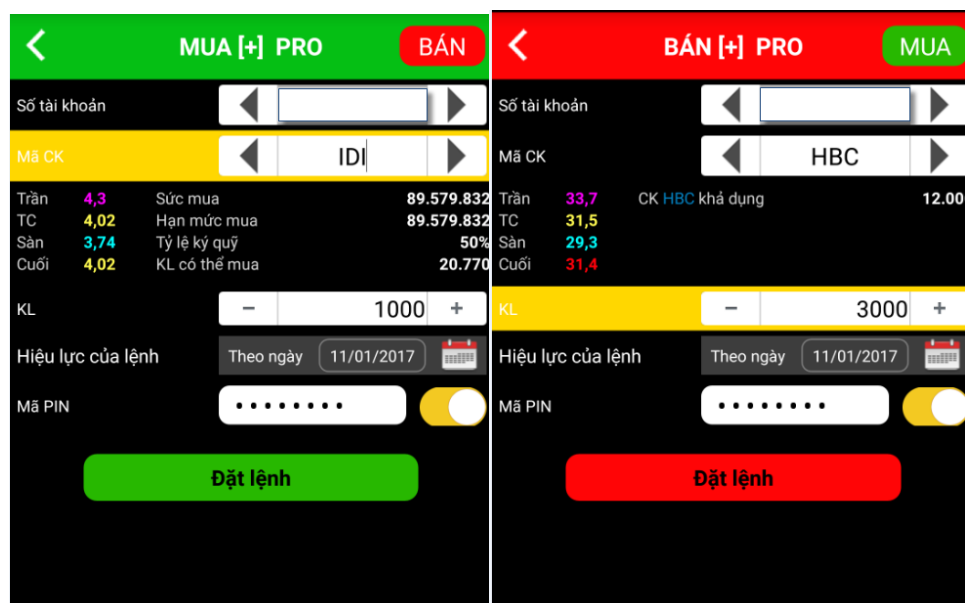 MUA [+] PRO BÁN
Số tài khoản
Mã CK IDI
Trần 4,3 Sức mua 89.579.832
TC 4,02 Hạn mức mua 89.579.832
Sàn 3,74 Tỷ lệ ký quỹ 50%
Cuối 4,02 KL có thể mua 20.770
KL − 1000 +
Hiệu lực của lệnh Theo ngày 11/01/2017
Mã PIN ••••••••
Đặt lệnh
BÁN [+] PRO MUA
Số tài khoản
Mã CK HBC
Trần 33,7 CK HBC khả dụng 12.00
TC 31,5
Sàn 29,3
Cuối 31,4
KL − 3000 +
Hiệu lực của lệnh Theo ngày 11/01/2017
Mã PIN ••••••••
Đặt lệnh